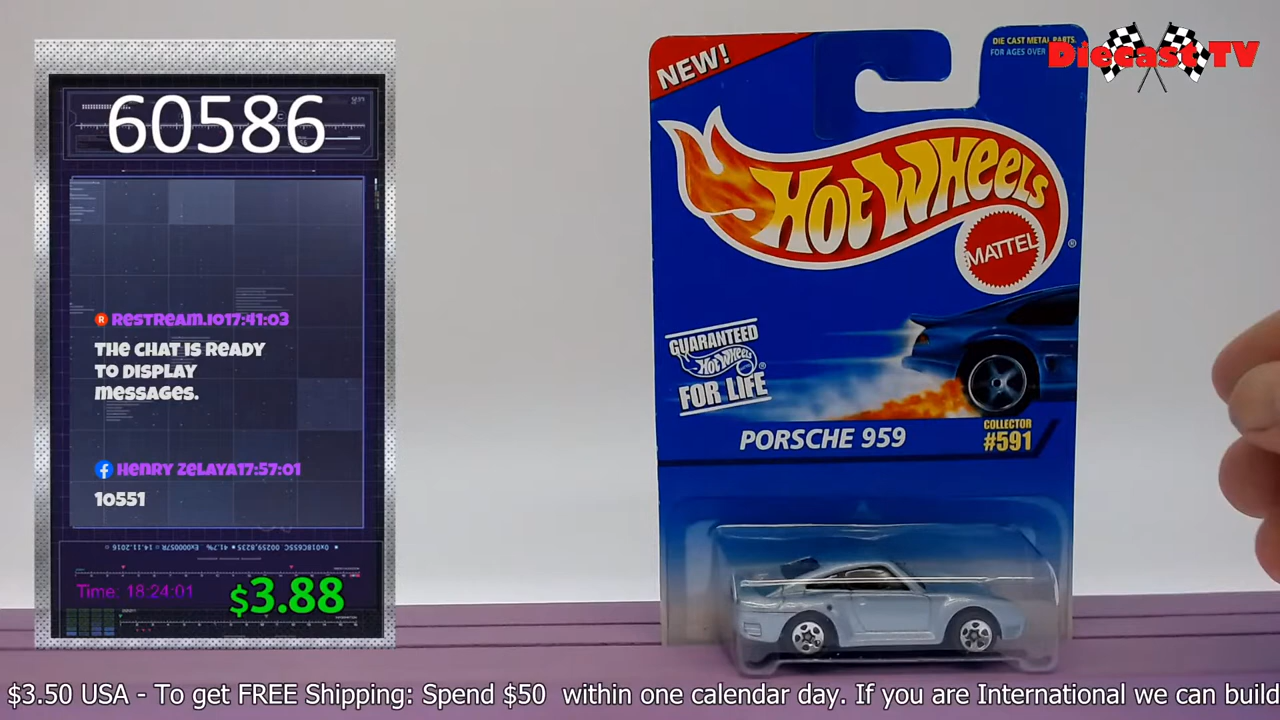 60586
Restream.io17:41:03
The chat is ready
to display
messages.
Henry Zelaya17:57:01
10551
Time: 18:24:01
$3.88
NEW!
DIE CAST METAL PARTS.
FOR AGES OVER
Diecast TV
HOT WHEELS
MATTEL
®
GUARANTEED
HOT WHEELS
FOR LIFE
PORSCHE 959
COLLECTOR
#591
$3.50 USA - To get FREE Shipping: Spend $50 within one calendar day. If you are International we can build